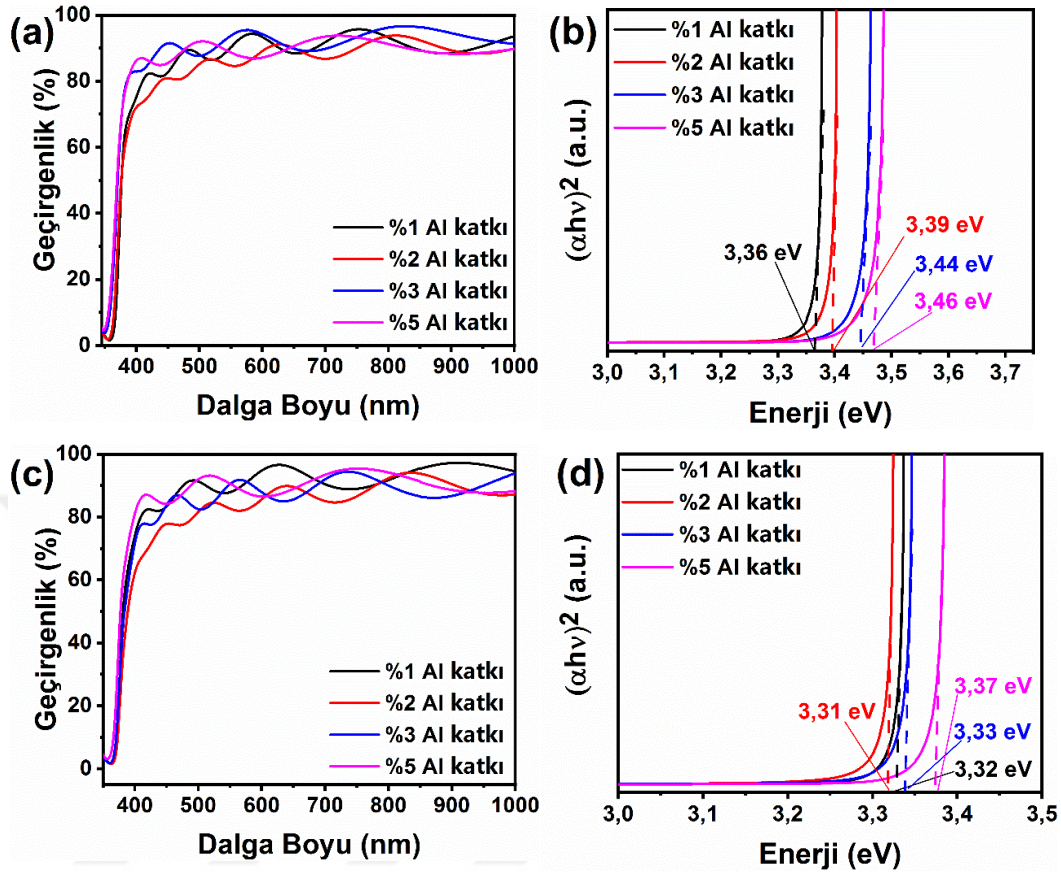 (a)
Geçirgenlik (%)
100
80
60
40
20
0
%1 Al katkı
%2 Al katkı
%3 Al katkı
%5 Al katkı
400 500 600 700 800 900 1000
Dalga Boyu (nm)
(b)
(αhν)² (a.u.)
%1 Al katkı
%2 Al katkı
%3 Al katkı
%5 Al katkı
3,36 eV
3,39 eV
3,44 eV
3,46 eV
3,0 3,1 3,2 3,3 3,4 3,5 3,6 3,7
Enerji (eV)
(c)
Geçirgenlik (%)
100
80
60
40
20
0
%1 Al katkı
%2 Al katkı
%3 Al katkı
%5 Al katkı
400 500 600 700 800 900 1000
Dalga Boyu (nm)
(d)
(αhν)² (a.u.)
%1 Al katkı
%2 Al katkı
%3 Al katkı
%5 Al katkı
3,31 eV
3,37 eV
3,33 eV
3,32 eV
3,0 3,1 3,2 3,3 3,4 3,5
Enerji (eV)